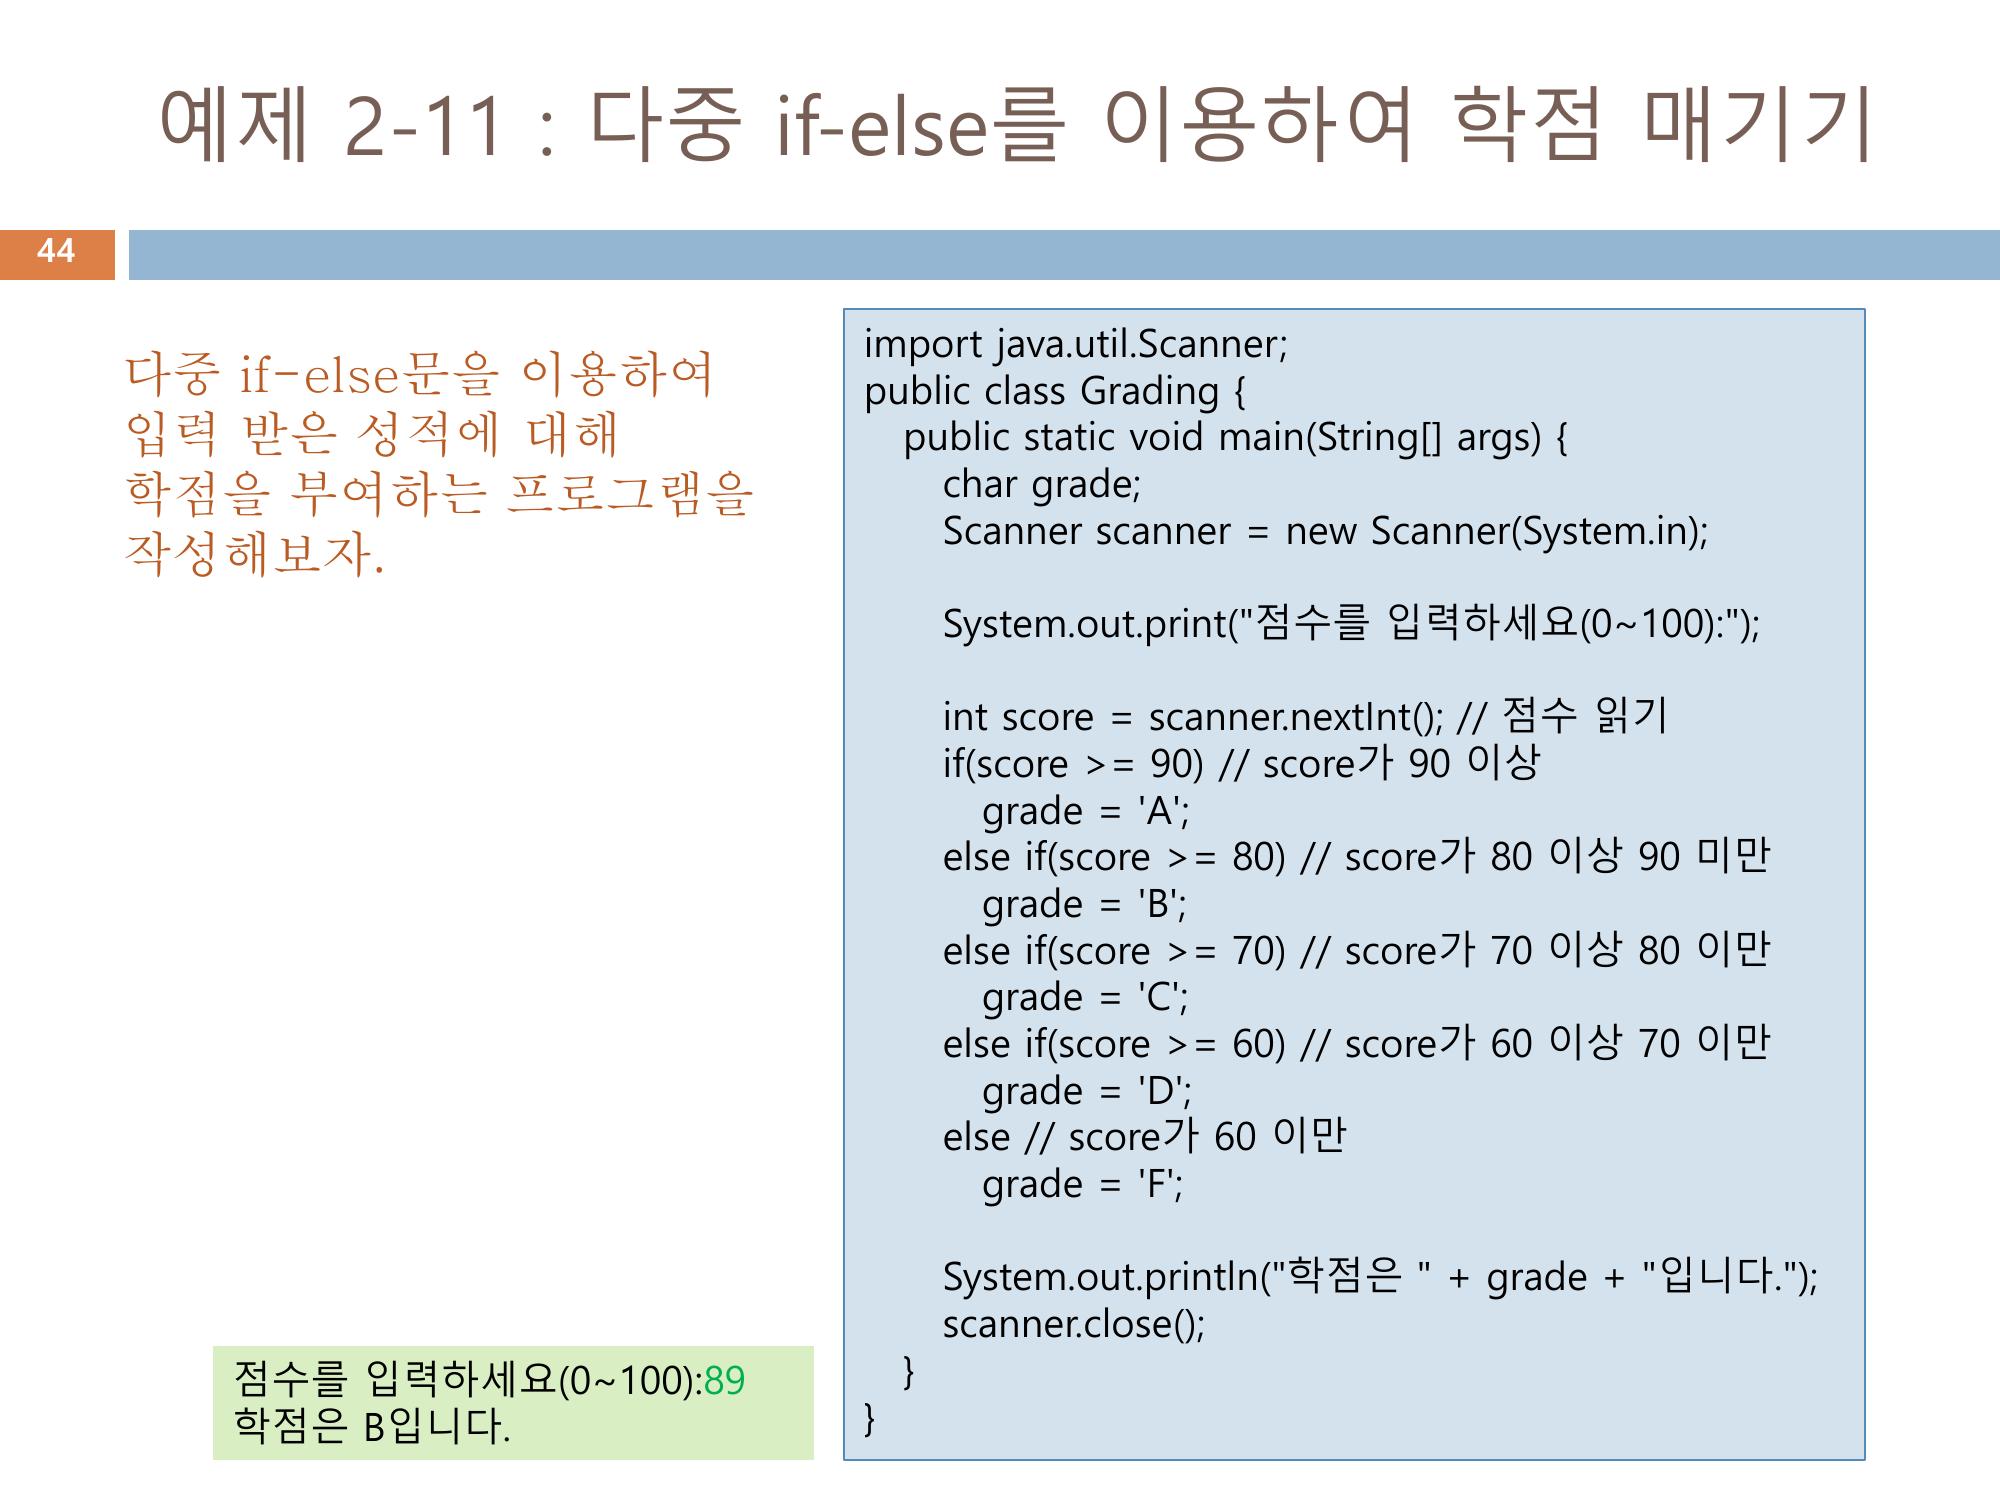 예제 2-11 : 다중 if-else를 이용하여 학점 매기기
44
다중 if-else문을 이용하여
입력 받은 성적에 대해
학점을 부여하는 프로그램을
작성해보자.
import java.util.Scanner;
public class Grading {
public static void main(String[] args) {
char grade;
Scanner scanner = new Scanner(System.in);
System.out.print("점수를 입력하세요(0~100):");
int score = scanner.nextInt(); // 점수 읽기
if(score >= 90) // score가 90 이상
grade = 'A';
else if(score >= 80) // score가 80 이상 90 미만
grade = 'B';
else if(score >= 70) // score가 70 이상 80 이만
grade = 'C';
else if(score >= 60) // score가 60 이상 70 이만
grade = 'D';
else // score가 60 이만
grade = 'F';
System.out.println("학점은 " + grade + "입니다.");
scanner.close();
}
}
점수를 입력하세요(0~100):89
학점은 B입니다.